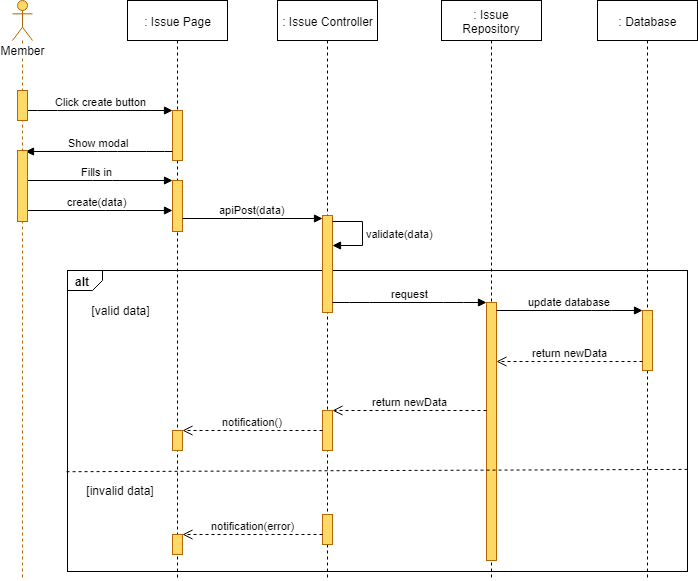 : Issue Page
: Issue Controller
: Issue
Repository
: Database
Member
Click create button
Show modal
Fills in
create(data)
apiPost(data)
validate(data)
alt
request
[valid data]
update database
return newData
return newData
notification()
[invalid data]
notification(error)